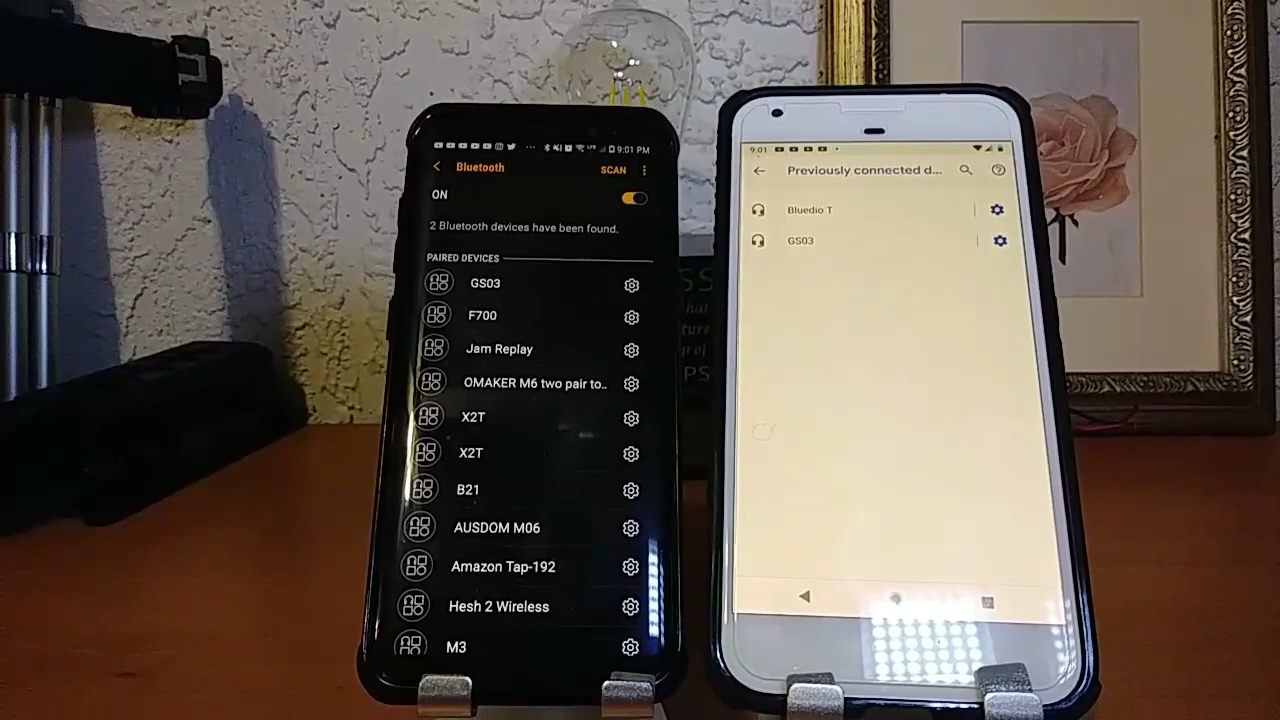 9:01 PM
Bluetooth
SCAN
ON
2 Bluetooth devices have been found.
PAIRED DEVICES
GS03
F700
Jam Replay
OMAKER M6 two pair to..
X2T
X2T
B21
AUSDOM M06
Amazon Tap-192
Hesh 2 Wireless
M3
9:01
Previously connected d...
Bluedio T
GS03